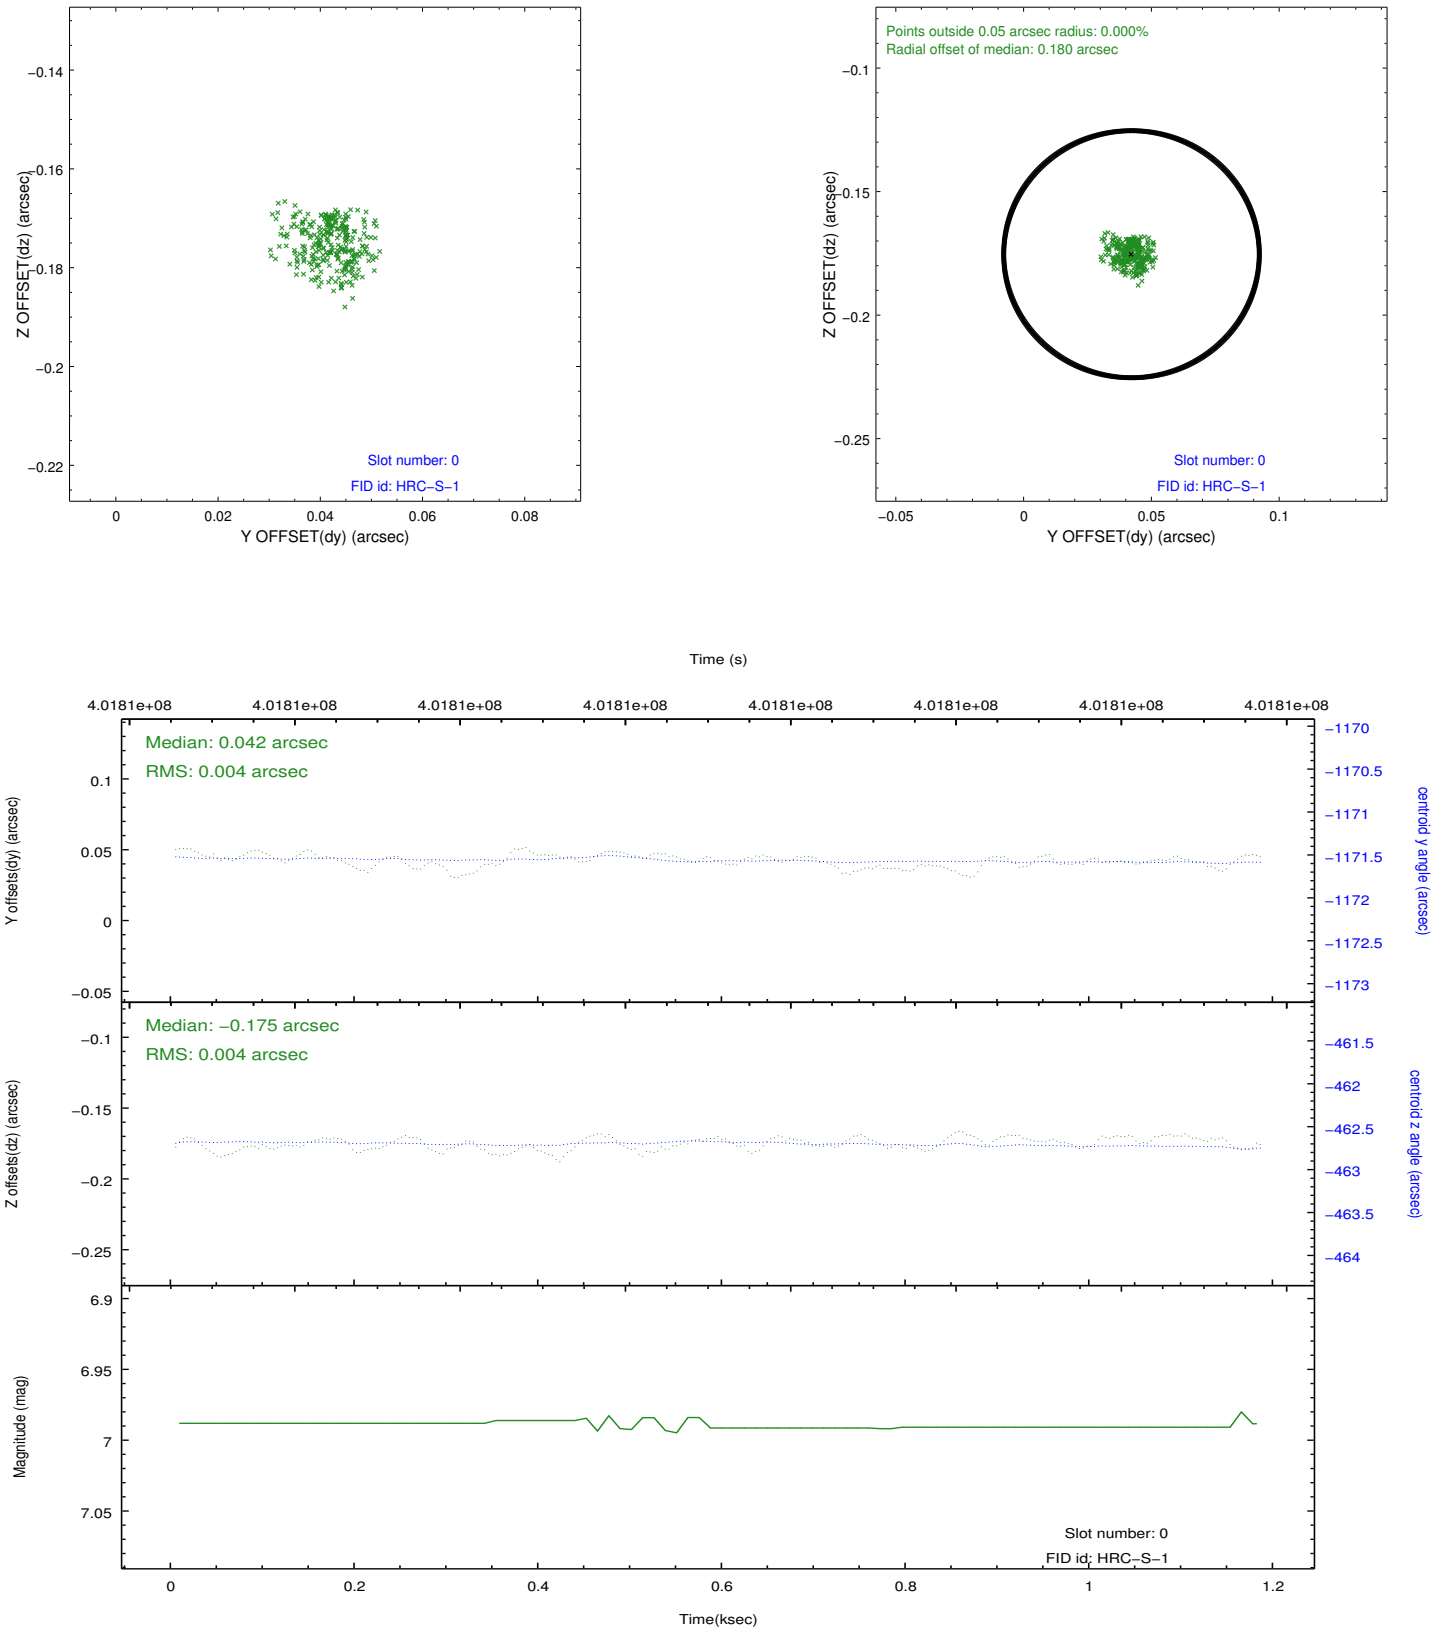 −0.14
−0.16
−0.18
−0.2
−0.22
Z OFFSET(dz) (arcsec)
Slot number: 0
FID id: HRC−S−1
0 0.02 0.04 0.06 0.08
Y OFFSET(dy) (arcsec)
Points outside 0.05 arcsec radius: 0.000%
Radial offset of median: 0.180 arcsec
−0.1
−0.15
−0.2
−0.25
Z OFFSET(dz) (arcsec)
Slot number: 0
FID id: HRC−S−1
−0.05 0 0.05 0.1
Y OFFSET(dy) (arcsec)
Time (s)
4.0181e+08 4.0181e+08 4.0181e+08 4.0181e+08 4.0181e+08 4.0181e+08 4.0181e+08 4.0181e+08
Median: 0.042 arcsec
RMS: 0.004 arcsec
0.1
0.05
0
−0.05
Y offsets(dy) (arcsec)
−1170
−1170.5
−1171
−1171.5
−1172
−1172.5
−1173
centroid y angle (arcsec)
Median: −0.175 arcsec
RMS: 0.004 arcsec
−0.1
−0.15
−0.2
−0.25
Z offsets(dz) (arcsec)
−461.5
−462
−462.5
−463
−463.5
−464
centroid z angle (arcsec)
6.9
6.95
7
7.05
Magnitude (mag)
Slot number: 0
FID id: HRC−S−1
0 0.2 0.4 0.6 0.8 1 1.2
Time(ksec)